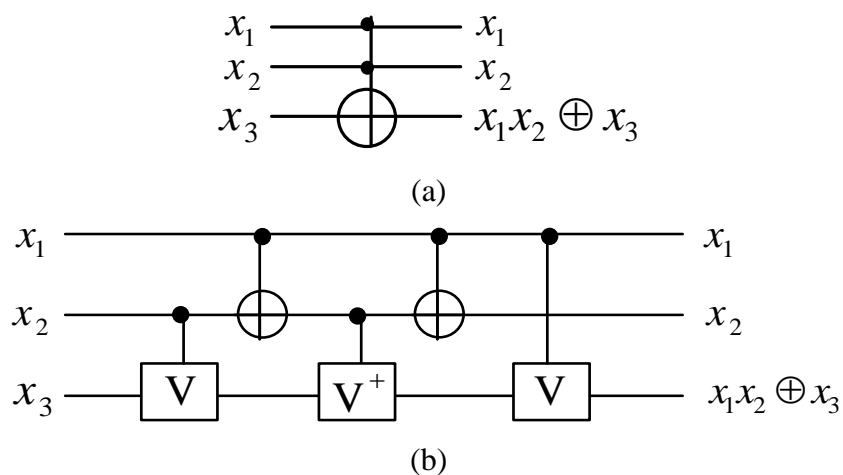 x₁ x₁
x₂ x₂
x₃ x₁x₂ ⊕ x₃
(a)
x₁ x₁
x₂ x₂
x₃ V V⁺ V x₁x₂ ⊕ x₃
(b)